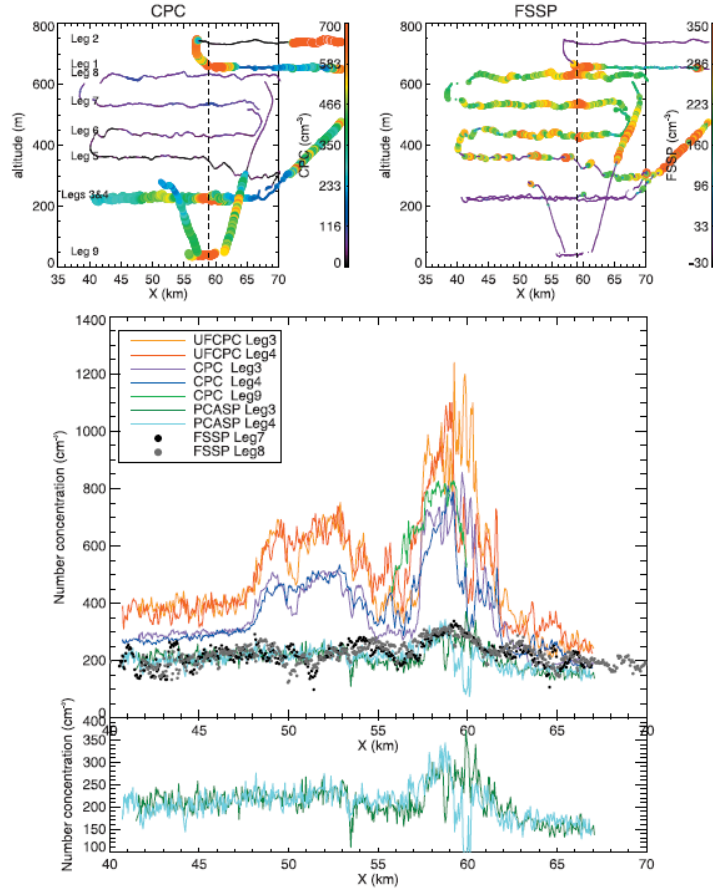 CPC
FSSP
800
600
400
200
0
altitude (m)
Leg 2
Leg 1
Leg 8
Leg 7
Leg 6
Leg 5
Legs 3&4
Leg 9
35 40 45 50 55 60 65 70
X (km)
700
583
466
350
233
116
0
CPC (cm⁻³)
800
600
400
200
0
altitude (m)
35 40 45 50 55 60 65 70
X (km)
350
286
223
160
96
33
-30
FSSP (cm⁻³)
1400
1200
1000
800
600
400
200
0
Number concentration (cm⁻³)
UFCPC Leg3
UFCPC Leg4
CPC Leg3
CPC Leg4
CPC Leg9
PCASP Leg3
PCASP Leg4
FSSP Leg7
FSSP Leg8
40 45 50 55 60 65 70
X (km)
400
350
300
250
200
150
100
Number concentration (cm⁻³)
40 45 50 55 60 65 70
X (km)